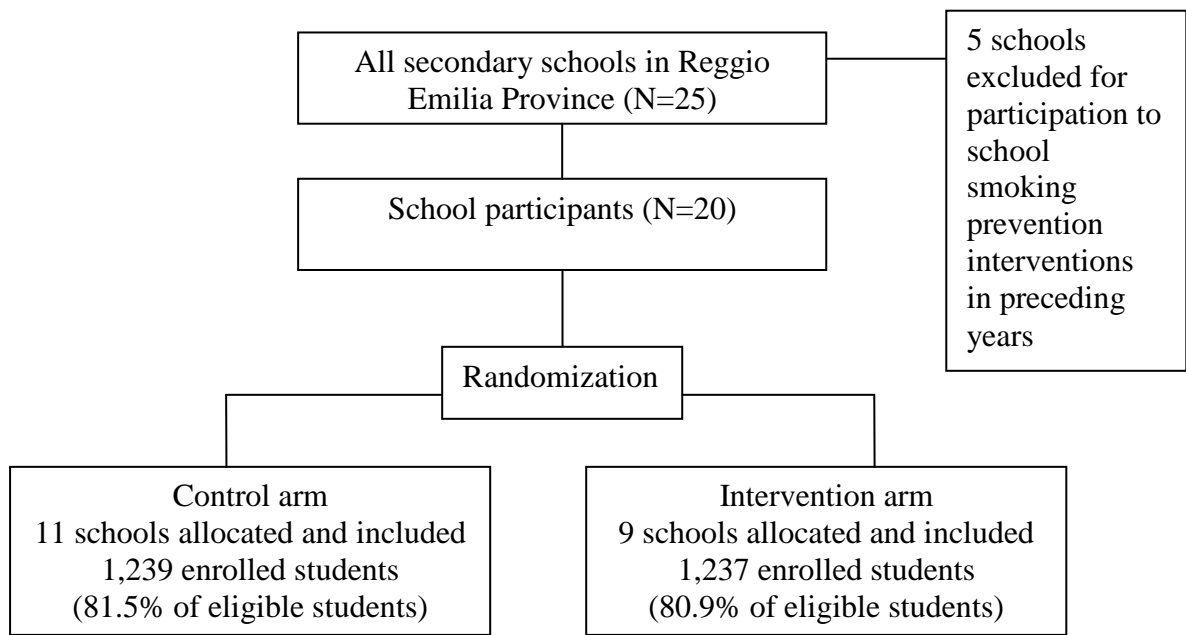 All secondary schools in Reggio
Emilia Province (N=25)
5 schools
excluded for
participation to
school
smoking
prevention
interventions
in preceding
years
School participants (N=20)
Randomization
Control arm
11 schools allocated and included
1,239 enrolled students
(81.5% of eligible students)
Intervention arm
9 schools allocated and included
1,237 enrolled students
(80.9% of eligible students)